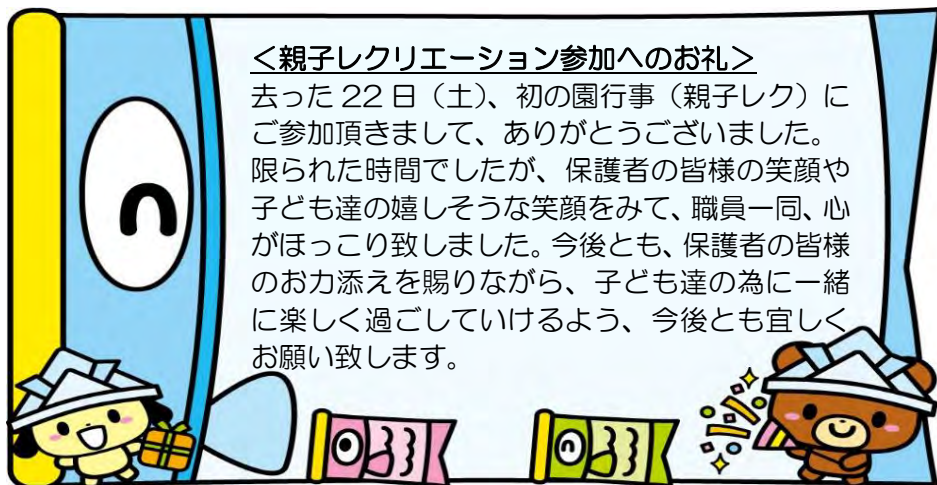 ＜親子レクリエーション参加へのお礼＞
去った 22 日（土）、初の園行事（親子レク）に
ご参加頂きまして、ありがとうございました。
限られた時間でしたが、保護者の皆様の笑顔や
子ども達の嬉しそうな笑顔をみて、職員一同、心
がほっこり致しました。今後とも、保護者の皆様
のお力添えを賜りながら、子ども達の為に一緒
に楽しく過ごしていけるよう、今後とも宜しく
お願い致します。